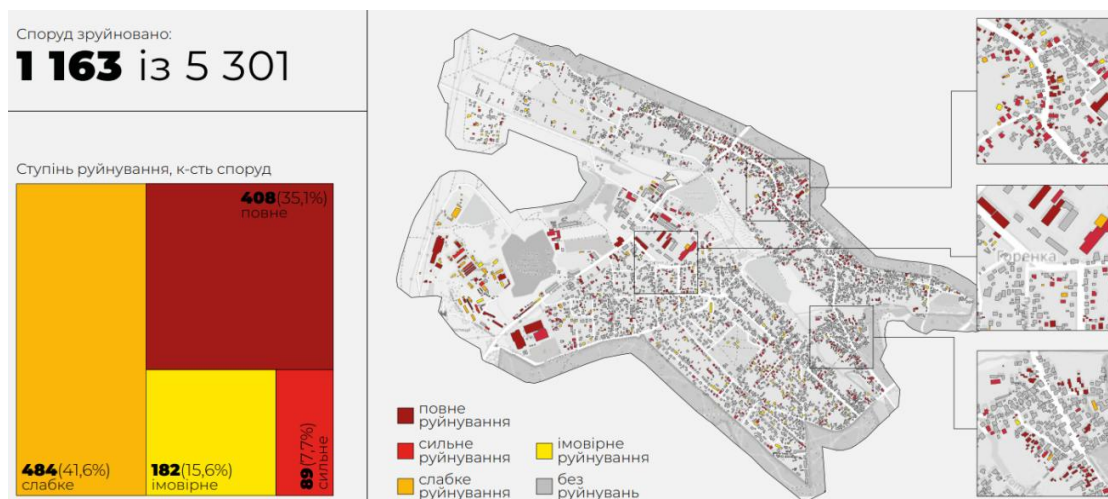 Споруд зруйновано:
1 163 із 5 301
Ступінь руйнування, к-сть споруд
408(35,1%)
повне
484(41,6%)
слабке
182(15,6%)
імовірне
89(7,7%)
сильне
повне
руйнування
сильне
руйнування
слабке
руйнування
імовірне
руйнування
без
руйнувань
Горенка